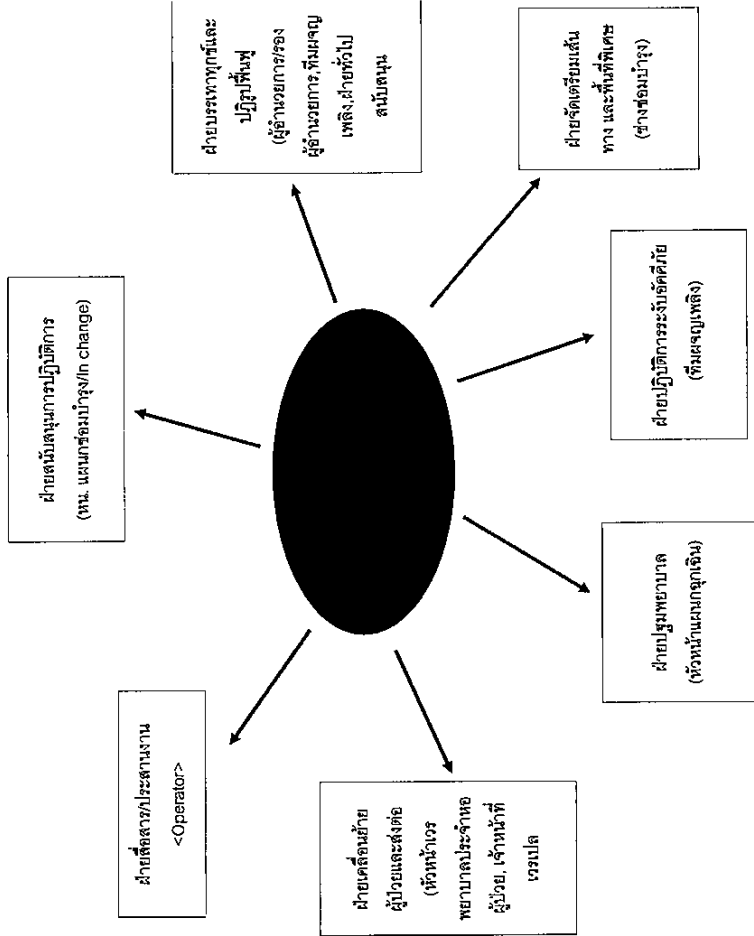 ฝ่ายสื่อสาร/ประสานงาน
<Operator>
ฝ่ายสนับสนุนการปฏิบัติการ
(หน. แผนกซ่อมบำรุง/In change)
ฝ่ายบรรเทาทุกข์และ
ปฏิรูปฟื้นฟู
(ผู้อำนวยการ/รอง
ผู้อำนวยการ,ทีมผจญ
เพลิง,ฝ่ายทั่วไป
สนับสนุน
ฝ่ายเคลื่อนย้าย
ผู้ป่วยและส่งต่อ
(หัวหน้าเวร
พยาบาลประจำหอ
ผู้ป่วย, เจ้าหน้าที่
เวรเปล
ฝ่ายปฐมพยาบาล
(หัวหน้าแผนกฉุกเฉิน)
ฝ่ายปฏิบัติการระงับอัคคีภัย
(ทีมผจญเพลิง)
ฝ่ายจัดเตรียมเส้น
ทาง และพื้นที่พิเศษ
(ช่างซ่อมบำรุง)